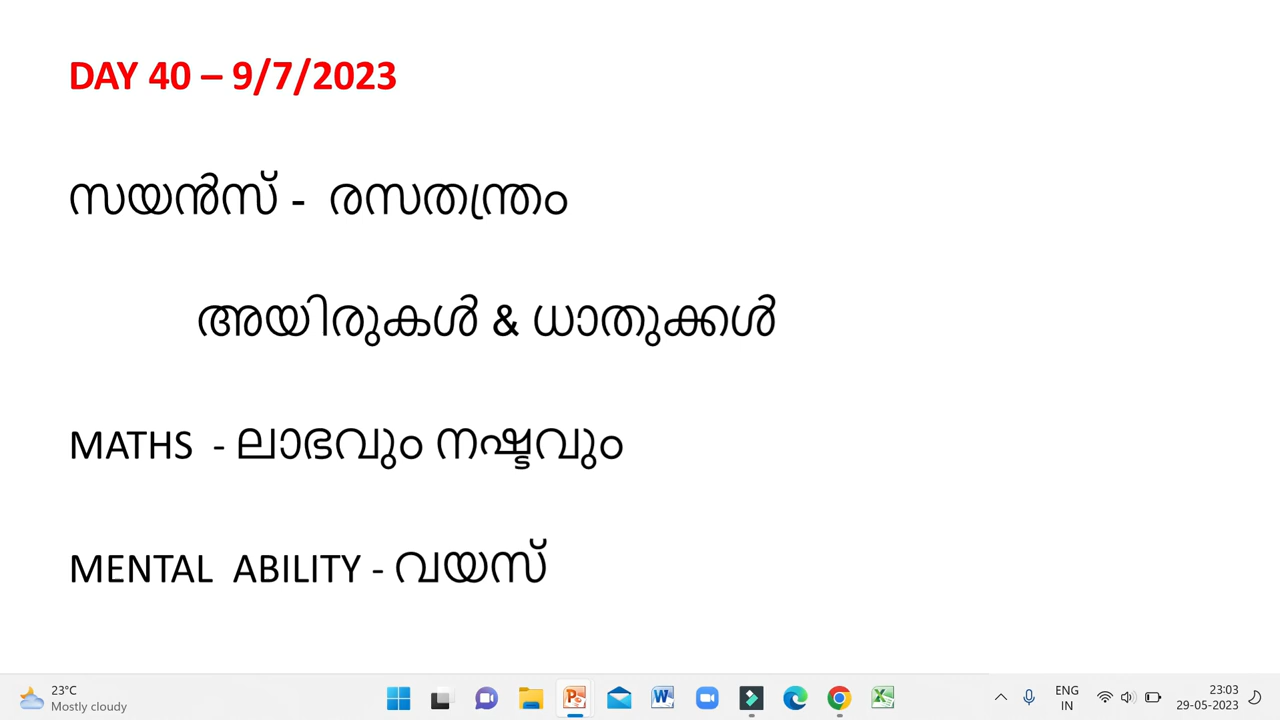 DAY 40 – 9/7/2023
സയൻസ് - രസതന്ത്രം
അയിരുകൾ & ധാതുക്കൾ
MATHS - ലാഭവും നഷ്ടവും
MENTAL ABILITY - വയസ്
23°C
Mostly cloudy
ENG
IN
23:03
29-05-2023